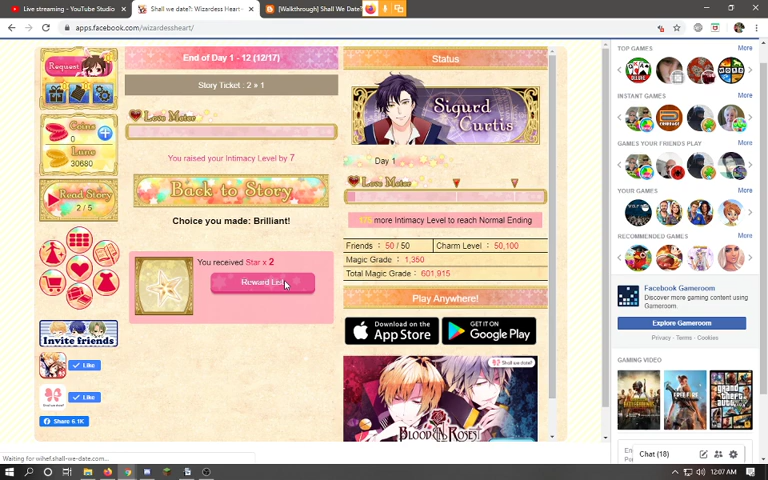 Live streaming - YouTube Studio
Shall we date?: Wizardess Heart +
[Walkthrough] Shall We Date?
apps.facebook.com/wizardessheart/
Request
Coins
0
Lune
30680
Read Story
2 / 5
Invite friends
Like
Like
Share 6.1K
End of Day 1 - 12 (12/17)
Story Ticket : 2 » 1
Love Meter
You raised your Intimacy Level by 7
Back to Story
Choice you made: Brilliant!
You received Star x 2
Reward List
Status
Sigurd
Curtis
Day 1
Love Meter
more Intimacy Level to reach Normal Ending
Friends : 50 / 50
Charm Level : 50,100
Magic Grade : 1,350
Total Magic Grade : 601,915
Play Anywhere!
Download on the
App Store
GET IT ON
Google Play
Shall we date?
BLOOD IN ROSES
TOP GAMES
More
INSTANT GAMES
More
GAMES YOUR FRIENDS PLAY
More
YOUR GAMES
More
RECOMMENDED GAMES
More
Facebook Gameroom
Discover more gaming content using
Gameroom.
Explore Gameroom
Privacy · Terms · Cookies
GAMING VIDEO
Chat (18)
Waiting for wihef.shall-we-date.com...
12:07 AM